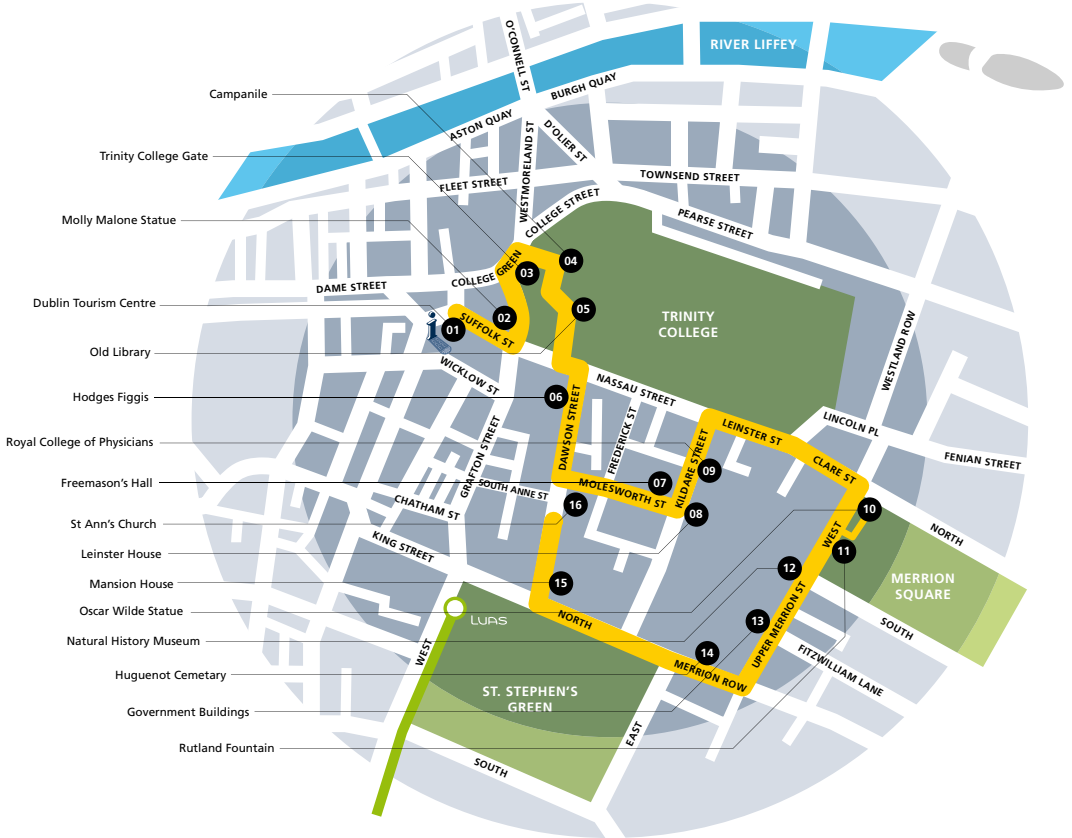 O'CONNELL ST
RIVER LIFFEY
BURGH QUAY
ASTON QUAY
D'OLIER ST
WESTMORELAND ST
FLEET STREET
TOWNSEND STREET
COLLEGE STREET
PEARSE STREET
COLLEGE GREEN
DAME STREET
SUFFOLK ST
TRINITY
COLLEGE
WESTLAND ROW
WICKLOW ST
NASSAU STREET
DAWSON STREET
FREDERICK ST
GRAFTON STREET
LEINSTER ST
LINCOLN PL
CLARE ST
FENIAN STREET
KILDARE STREET
SOUTH ANNE ST
MOLESWORTH ST
CHATHAM ST
KING STREET
NORTH
WEST
MERRION
SQUARE
SOUTH
UPPER MERRION ST
FITZWILLIAM LANE
LUAS
NORTH
WEST
MERRION ROW
ST. STEPHEN'S
GREEN
EAST
SOUTH
Campanile
Trinity College Gate
Molly Malone Statue
Dublin Tourism Centre
Old Library
Hodges Figgis
Royal College of Physicians
Freemason's Hall
St Ann's Church
Leinster House
Mansion House
Oscar Wilde Statue
Natural History Museum
Huguenot Cemetary
Government Buildings
Rutland Fountain
i
01
02
03
04
05
06
07
08
09
10
11
12
13
14
15
16